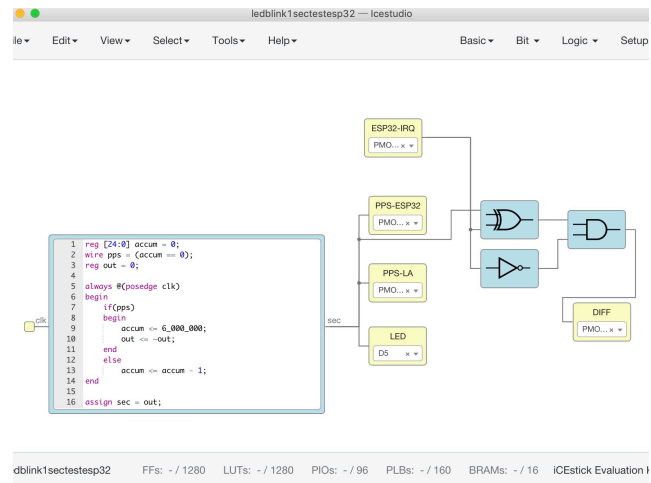 ledblink1sectestesp32 — Icestudio
ile Edit View Select Tools Help Basic Bit Logic Setup
ESP32-IRQ
PMO... x
PPS-ESP32
PMO... x
PPS-LA
PMO... x
LED
D5 x
DIFF
PMO... x
clk
sec
1 reg [24:0] accum = 0;
2 wire pps = (accum == 0);
3 reg out = 0;
4
5 always @(posedge clk)
6 begin
7 if(pps)
8 begin
9 accum <= 6_000_000;
10 out <= ~out;
11 end
12 else
13 accum <= accum - 1;
14 end
15
16 assign sec = out;
dblink1sectestesp32 FFs: - / 1280 LUTs: - / 1280 PIOs: - / 96 PLBs: - / 160 BRAMs: - / 16 iCEstick Evaluation K